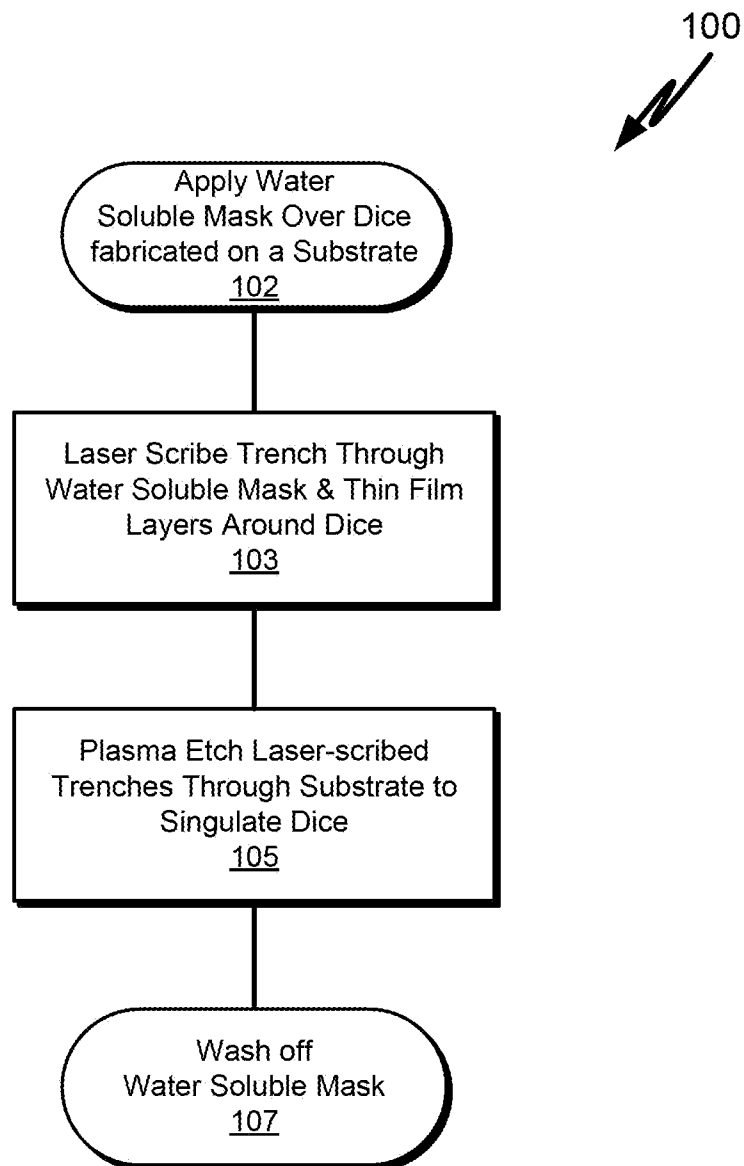 100
Apply Water
Soluble Mask Over Dice
fabricated on a Substrate
102
Laser Scribe Trench Through
Water Soluble Mask & Thin Film
Layers Around Dice
103
Plasma Etch Laser-scribed
Trenches Through Substrate to
Singulate Dice
105
Wash off
Water Soluble Mask
107